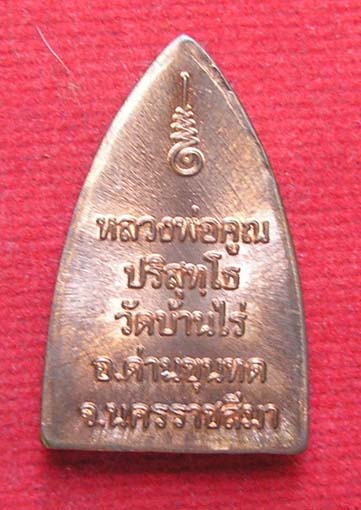 หลวงพ่อคูณ
ปริสุทฺโธ
วัดบ้านไร่
อ.ด่านขุนทด
จ.นครราชสีมา